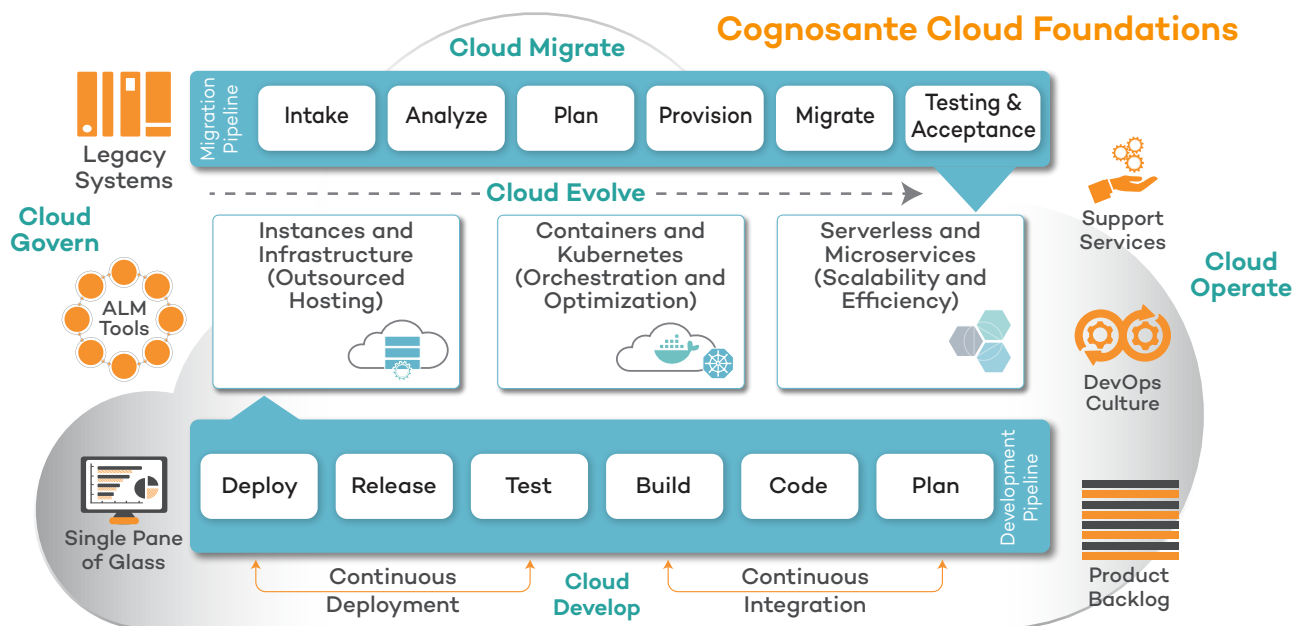 Cognosante Cloud Foundations
Cloud Migrate
Migration
Pipeline
Intake
Analyze
Plan
Provision
Migrate
Testing &
Acceptance
Legacy
Systems
Cloud Evolve
Cloud
Govern
ALM
Tools
Instances and
Infrastructure
(Outsourced
Hosting)
Containers and
Kubernetes
(Orchestration and
Optimization)
Serverless and
Microservices
(Scalability and
Efficiency)
Support
Services
Cloud
Operate
DevOps
Culture
Single Pane
of Glass
Deploy
Release
Test
Build
Code
Plan
Development
Pipeline
Product
Backlog
Continuous
Deployment
Cloud
Develop
Continuous
Integration